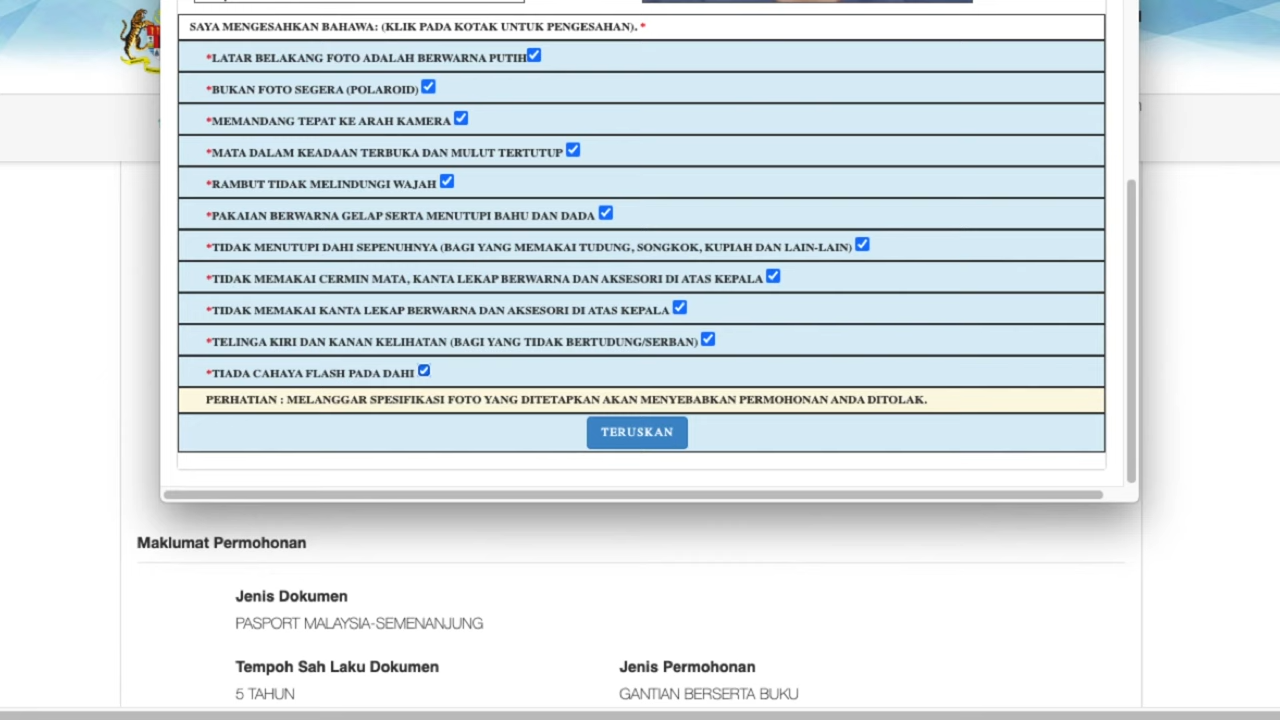 SAYA MENGESAHKAN BAHAWA: (KLIK PADA KOTAK UNTUK PENGESAHAN). *
*LATAR BELAKANG FOTO ADALAH BERWARNA PUTIH
*BUKAN FOTO SEGERA (POLAROID)
*MEMANDANG TEPAT KE ARAH KAMERA
*MATA DALAM KEADAAN TERBUKA DAN MULUT TERTUTUP
*RAMBUT TIDAK MELINDUNGI WAJAH
*PAKAIAN BERWARNA GELAP SERTA MENUTUPI BAHU DAN DADA
*TIDAK MENUTUPI DAHI SEPENUHNYA (BAGI YANG MEMAKAI TUDUNG, SONGKOK, KUPIAH DAN LAIN-LAIN)
*TIDAK MEMAKAI CERMIN MATA, KANTA LEKAP BERWARNA DAN AKSESORI DI ATAS KEPALA
*TIDAK MEMAKAI KANTA LEKAP BERWARNA DAN AKSESORI DI ATAS KEPALA
*TELINGA KIRI DAN KANAN KELIHATAN (BAGI YANG TIDAK BERTUDUNG/SERBAN)
*TIADA CAHAYA FLASH PADA DAHI
PERHATIAN : MELANGGAR SPESIFIKASI FOTO YANG DITETAPKAN AKAN MENYEBABKAN PERMOHONAN ANDA DITOLAK.
TERUSKAN
Maklumat Permohonan
Jenis Dokumen
PASPORT MALAYSIA-SEMENANJUNG
Tempoh Sah Laku Dokumen
5 TAHUN
Jenis Permohonan
GANTIAN BERSERTA BUKU